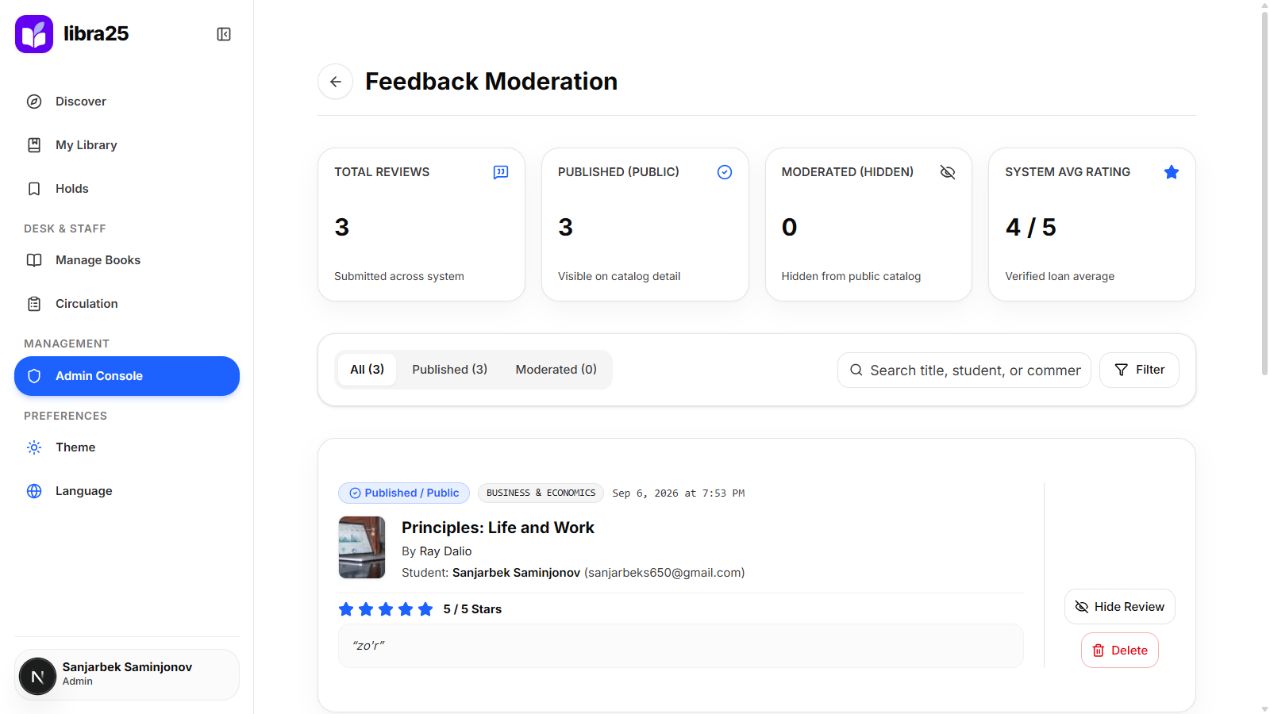 libra25
Discover
My Library
Holds
DESK & STAFF
Manage Books
Circulation
MANAGEMENT
Admin Console
PREFERENCES
Theme
Language
N
Sanjarbek Saminjonov
Admin
Feedback Moderation
TOTAL REVIEWS
3
Submitted across system
PUBLISHED (PUBLIC)
3
Visible on catalog detail
MODERATED (HIDDEN)
0
Hidden from public catalog
SYSTEM AVG RATING
4 / 5
Verified loan average
All (3) Published (3) Moderated (0)
Search title, student, or commer
Filter
Published / Public BUSINESS & ECONOMICS Sep 6, 2026 at 7:53 PM
Principles: Life and Work
By Ray Dalio
Student: Sanjarbek Saminjonov (sanjarbeks650@gmail.com)
5 / 5 Stars
“zo'r”
Hide Review
Delete